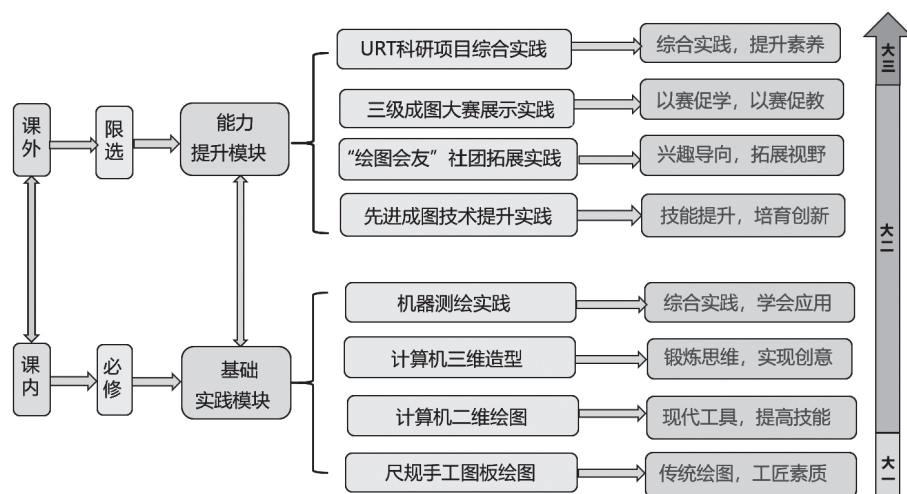 URT科研项目综合实践
综合实践，提升素养
大三
三级成图大赛展示实践
以赛促学，以赛促教
课外
限选
能力
提升模块
“绘图会友”社团拓展实践
兴趣导向，拓展视野
先进成图技术提升实践
技能提升，培育创新
大二
机器测绘实践
综合实践，学会应用
计算机三维造型
锻炼思维，实现创意
课内
必修
基础
实践模块
计算机二维绘图
现代工具，提高技能
尺规手工图板绘图
传统绘图，工匠素质
大一